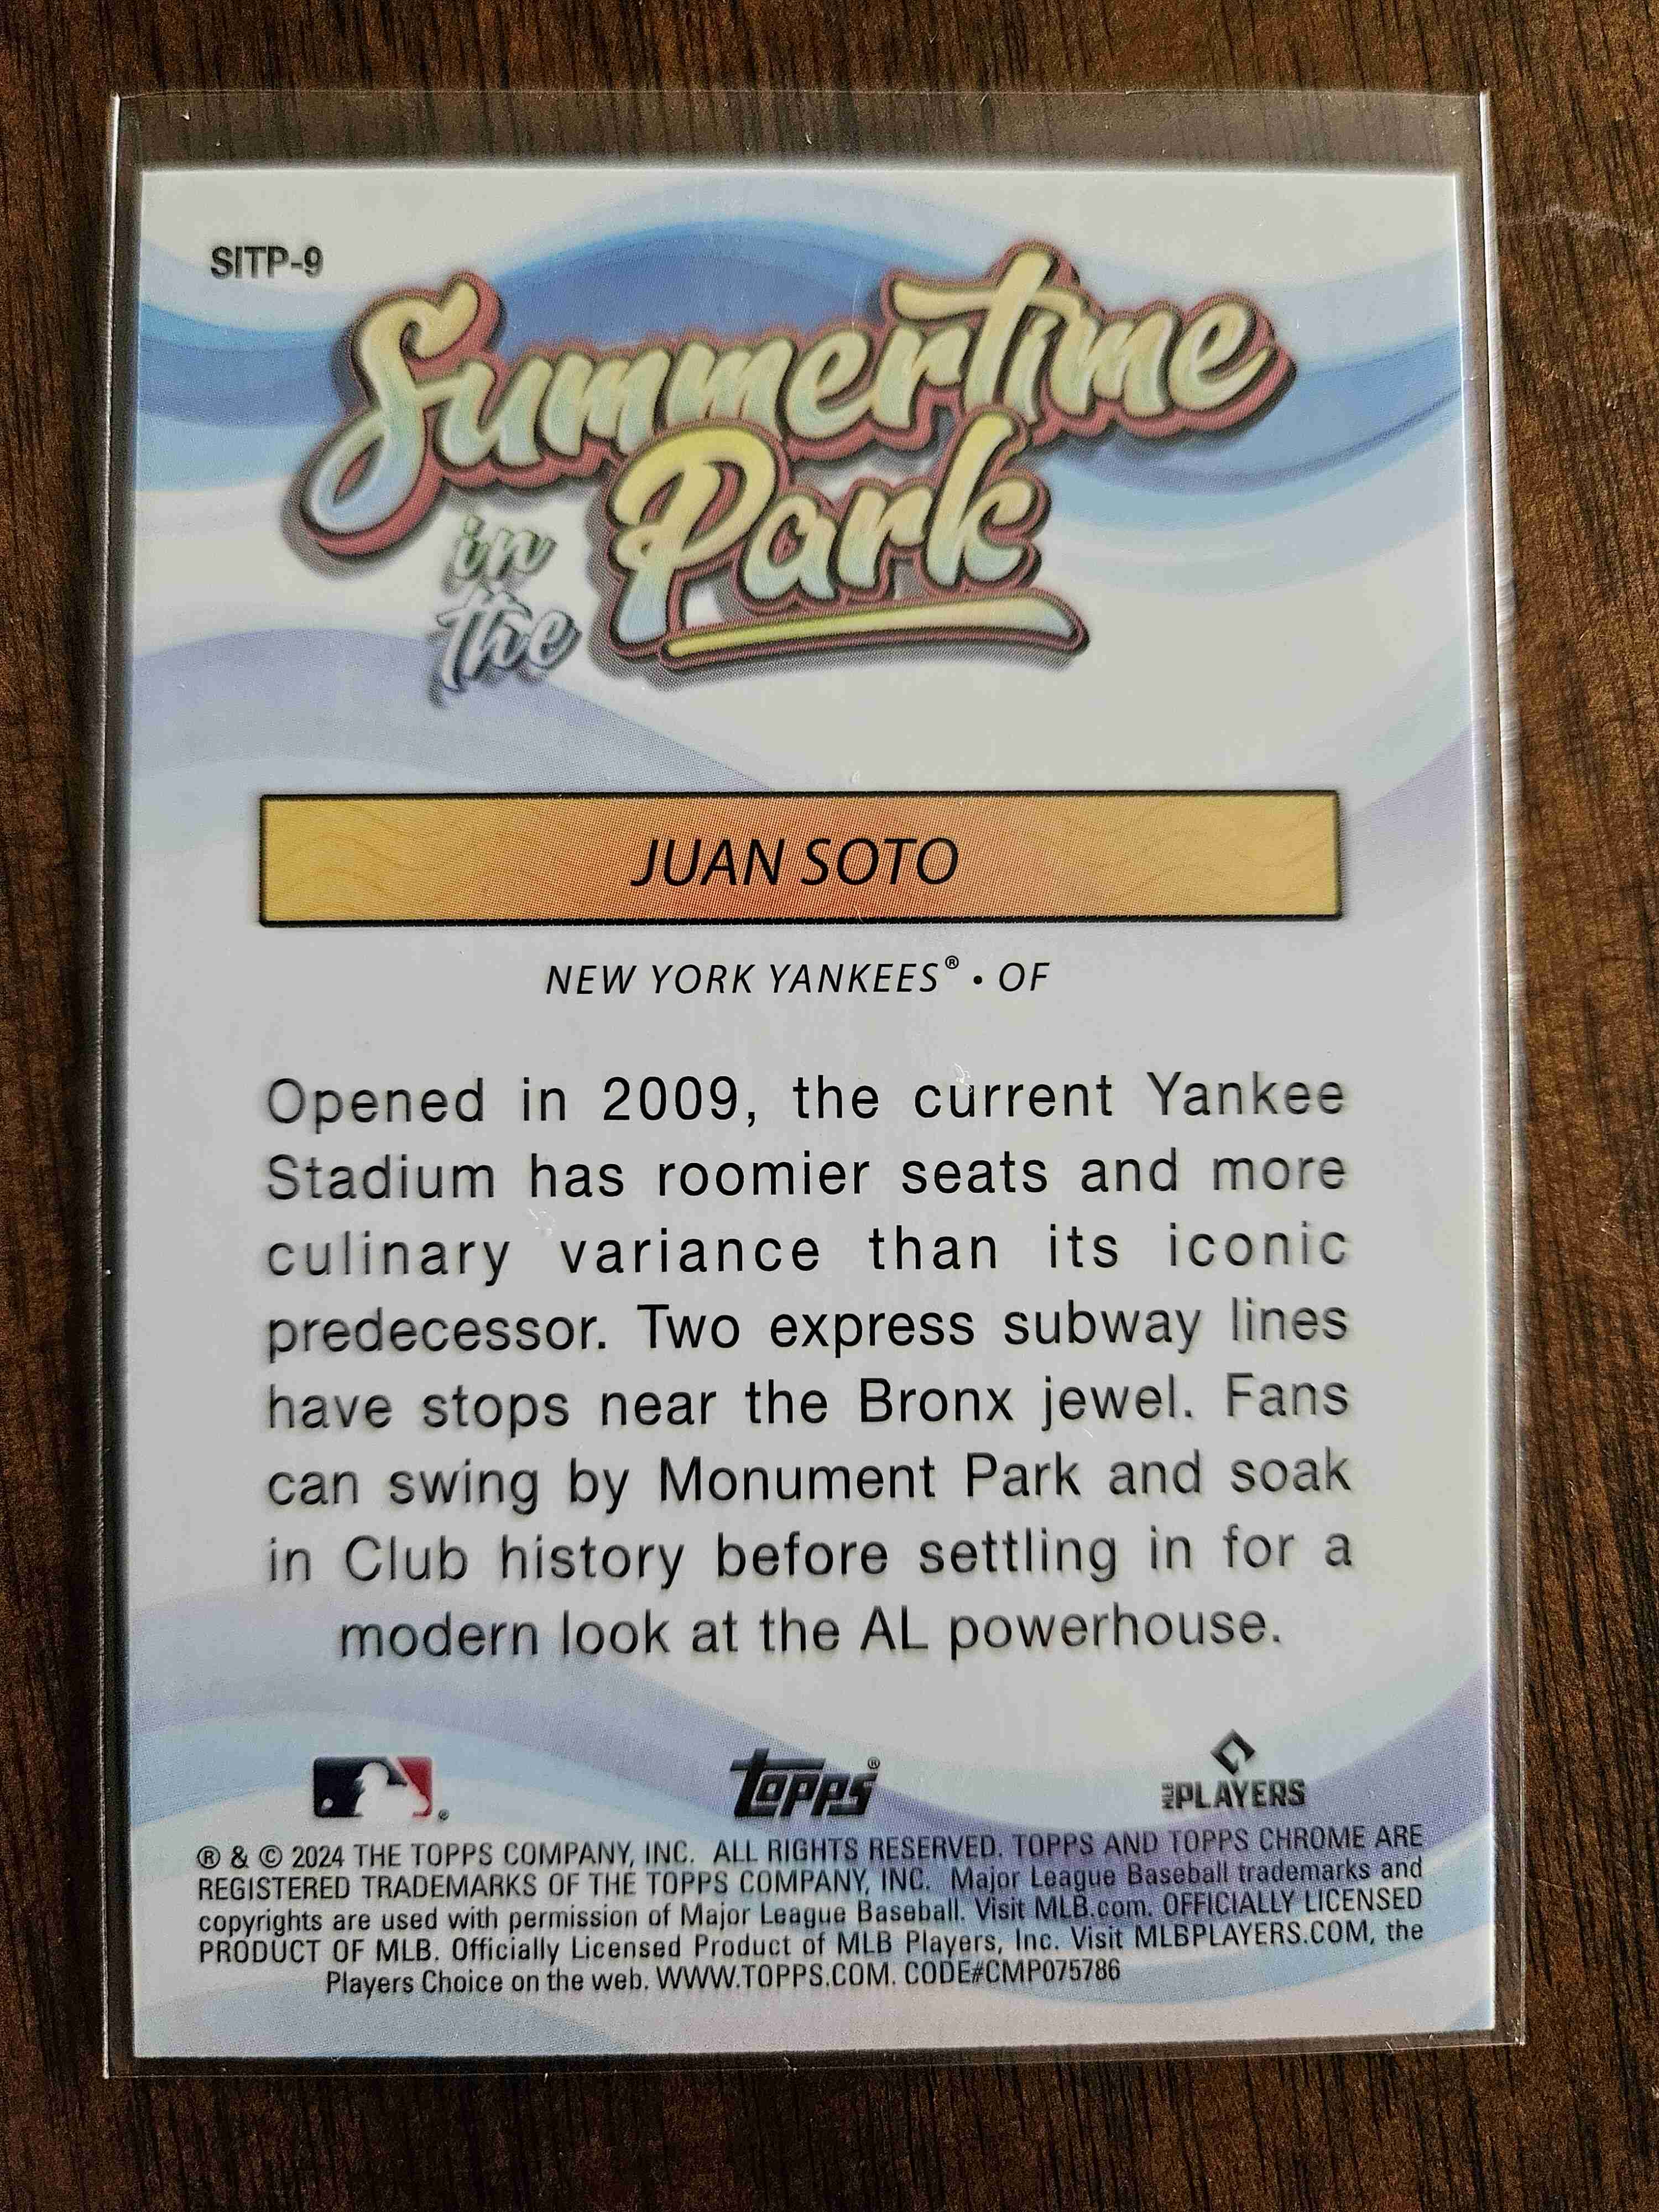 SITP-9
Summertime
in the Park
JUAN SOTO
NEW YORK YANKEES® • OF
Opened in 2009, the current Yankee
Stadium has roomier seats and more
culinary variance than its iconic
predecessor. Two express subway lines
have stops near the Bronx jewel. Fans
can swing by Monument Park and soak
in Club history before settling in for a
modern look at the AL powerhouse.
topps®
MLB PLAYERS
® & © 2024 THE TOPPS COMPANY, INC. ALL RIGHTS RESERVED. TOPPS AND TOPPS CHROME ARE
REGISTERED TRADEMARKS OF THE TOPPS COMPANY, INC. Major League Baseball trademarks and
copyrights are used with permission of Major League Baseball. Visit MLB.com. OFFICIALLY LICENSED
PRODUCT OF MLB. Officially Licensed Product of MLB Players, Inc. Visit MLBPLAYERS.COM, the
Players Choice on the web. WWW.TOPPS.COM. CODE#CMP075786